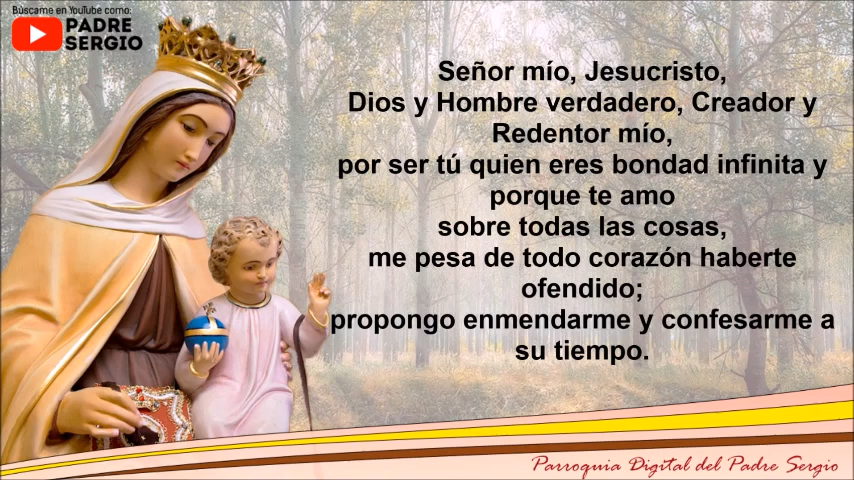 Búscame en YouTube como:
PADRE
SERGIO
Señor mío, Jesucristo,
Dios y Hombre verdadero, Creador y
Redentor mío,
por ser tú quien eres bondad infinita y
porque te amo
sobre todas las cosas,
me pesa de todo corazón haberte
ofendido;
propongo enmendarme y confesarme a
su tiempo.
Parroquia Digital del Padre Sergio